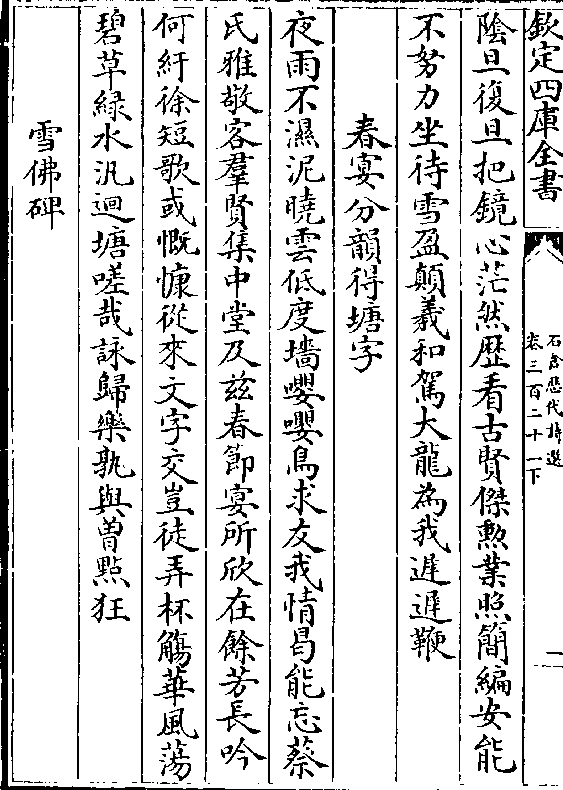 欽定四庫全書
石倉歴代詩選
卷三百二十一下
一
陰旦復旦把鏡心茫然歴看古賢傑勲業照簡編安能
不努力坐待雪盈顛羲和駕大龍為我遲遲鞭
春宴分韻得塘字
夜雨不濕泥曉雲低度墻嚶嚶鳥求友我情曷能忘蔡
氏雅敬客羣賢集中堂及兹春節宴所欣在餘芳長吟
何紆徐短歌或慨慷從來文字交豈徒弄杯觴華風蕩
碧草綠水汎迴塘嗟哉詠歸樂孰與曽㸃狂
雪佛碑